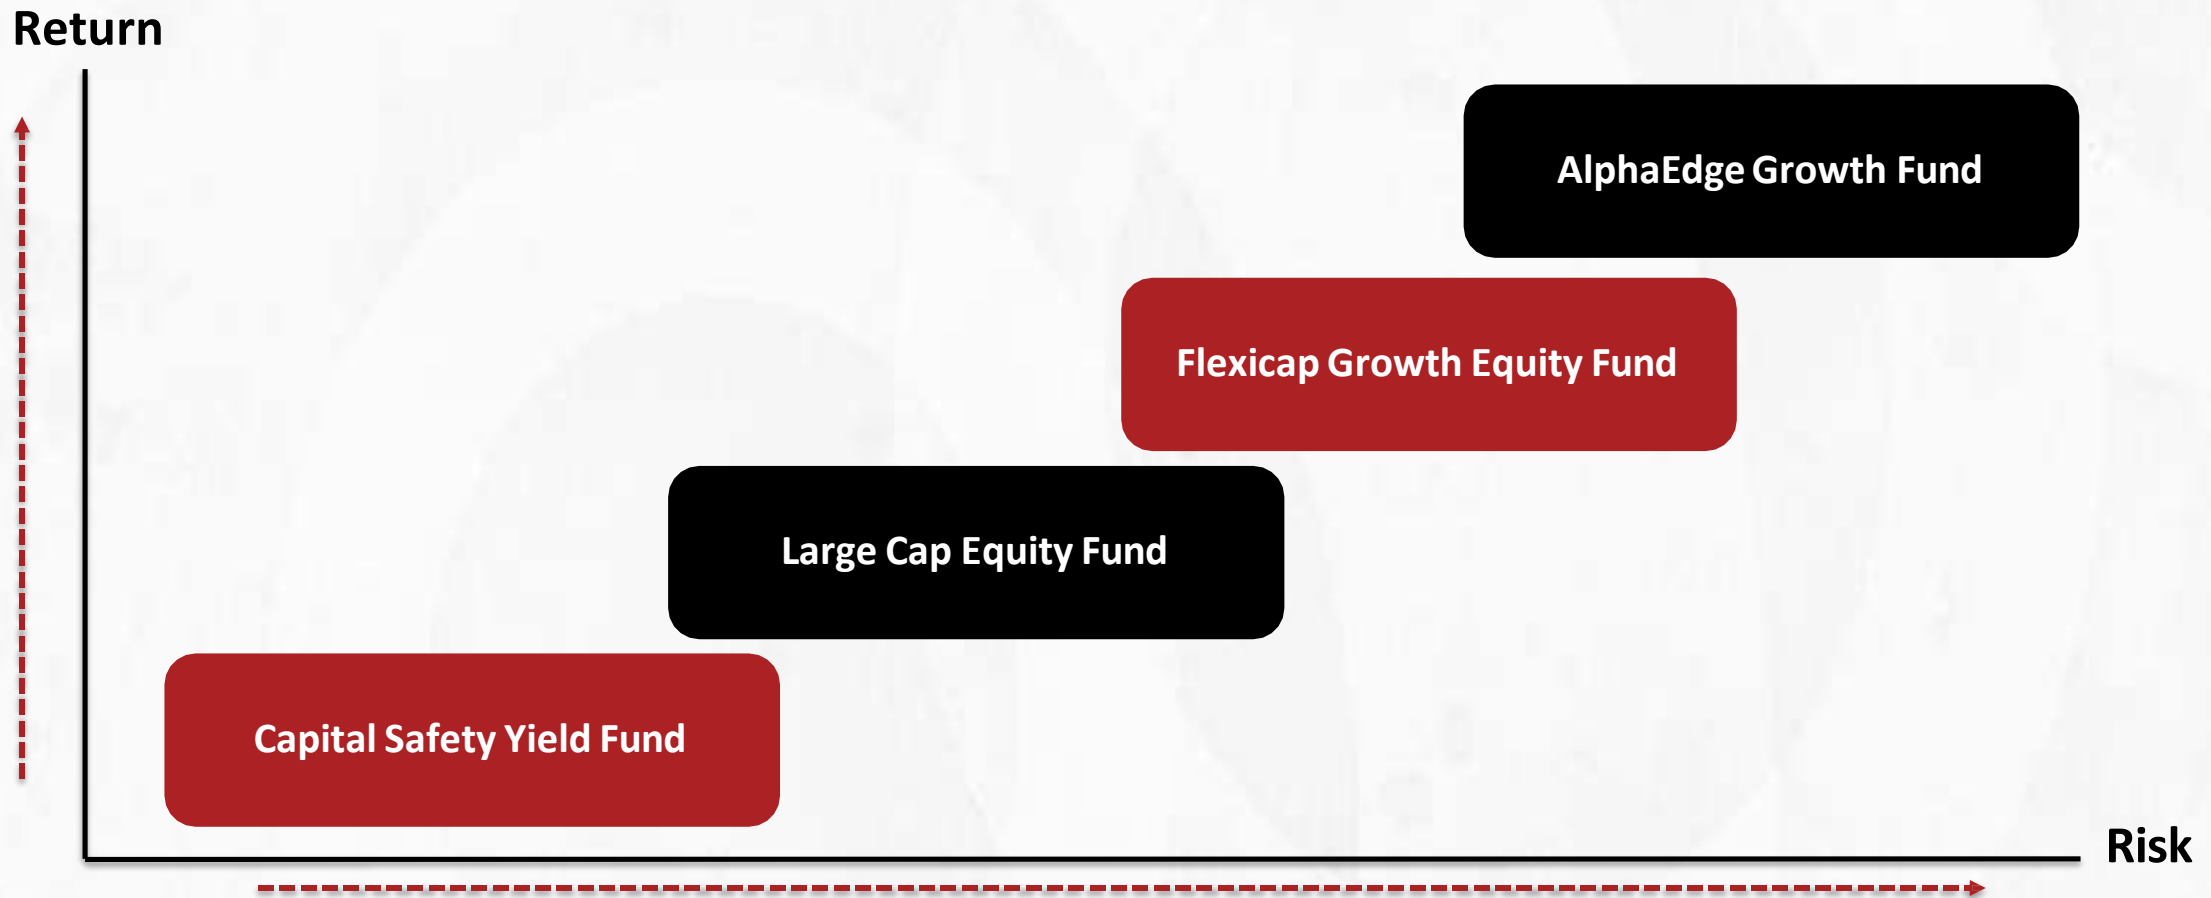 Return
AlphaEdge Growth Fund
Flexicap Growth Equity Fund
Large Cap Equity Fund
Capital Safety Yield Fund
Risk